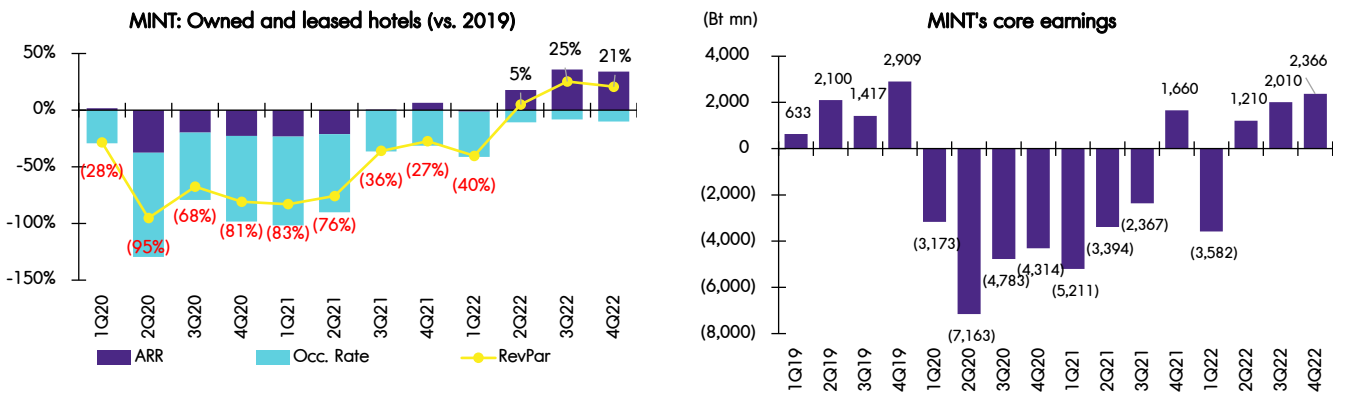 MINT: Owned and leased hotels (vs. 2019)
50%
0%
-50%
-100%
-150%
(28%)
(95%)
(68%)
(81%)
(83%)
(76%)
(36%)
(27%)
(40%)
5%
25%
21%
1Q20
2Q20
3Q20
4Q20
1Q21
2Q21
3Q21
4Q21
1Q22
2Q22
3Q22
4Q22
ARR
Occ. Rate
RevPar
(Bt mn)
MINT's core earnings
4,000
2,000
0
(2,000)
(4,000)
(6,000)
(8,000)
633
2,100
1,417
2,909
(3,173)
(7,163)
(4,783)
(4,314)
(5,211)
(3,394)
(2,367)
1,660
(3,582)
1,210
2,010
2,366
1Q19
2Q19
3Q19
4Q19
1Q20
2Q20
3Q20
4Q20
1Q21
2Q21
3Q21
4Q21
1Q22
2Q22
3Q22
4Q22